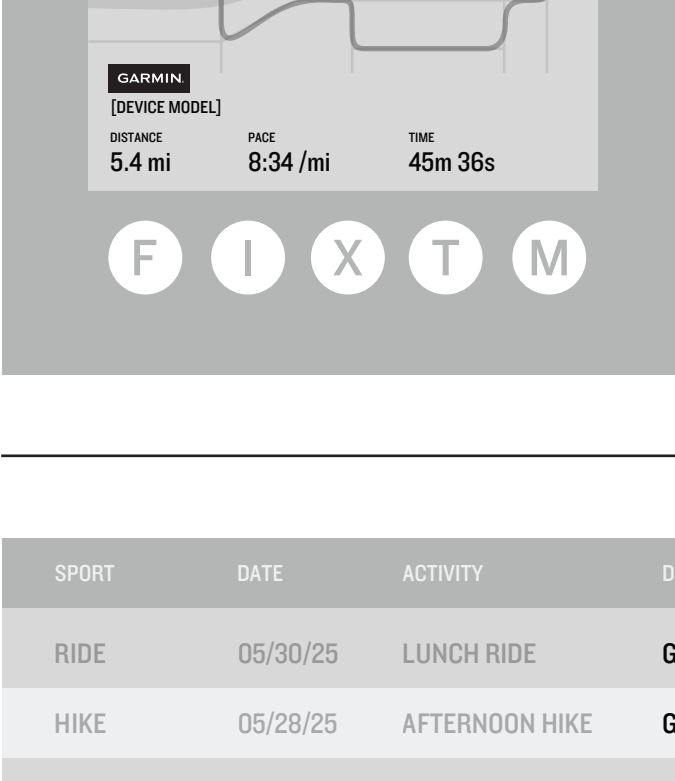 GARMIN.
[DEVICE MODEL]
DISTANCE PACE TIME
5.4 mi 8:34 /mi 45m 36s
F I X T M
SPORT DATE ACTIVITY D
RIDE 05/30/25 LUNCH RIDE G
HIKE 05/28/25 AFTERNOON HIKE G